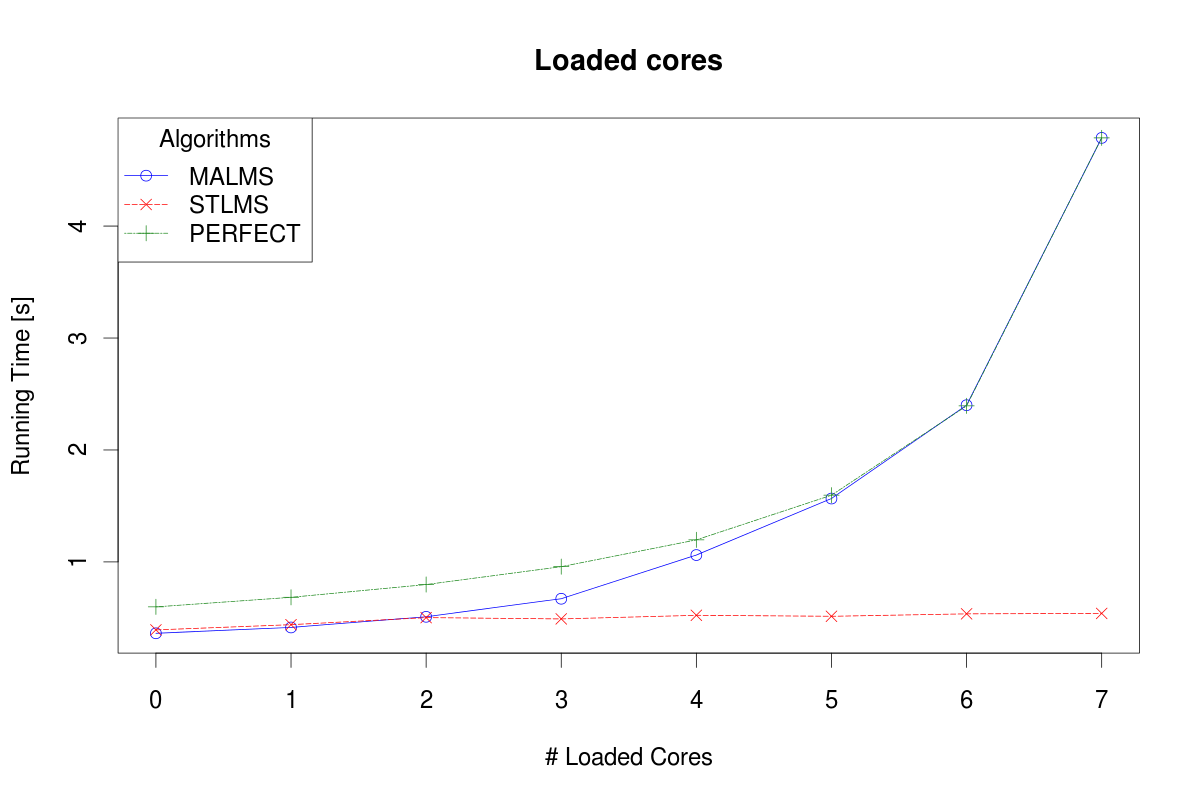 Loaded cores
Algorithms
MALMS
STLMS
PERFECT
Running Time [s]
4
3
2
1
0 1 2 3 4 5 6 7
# Loaded Cores